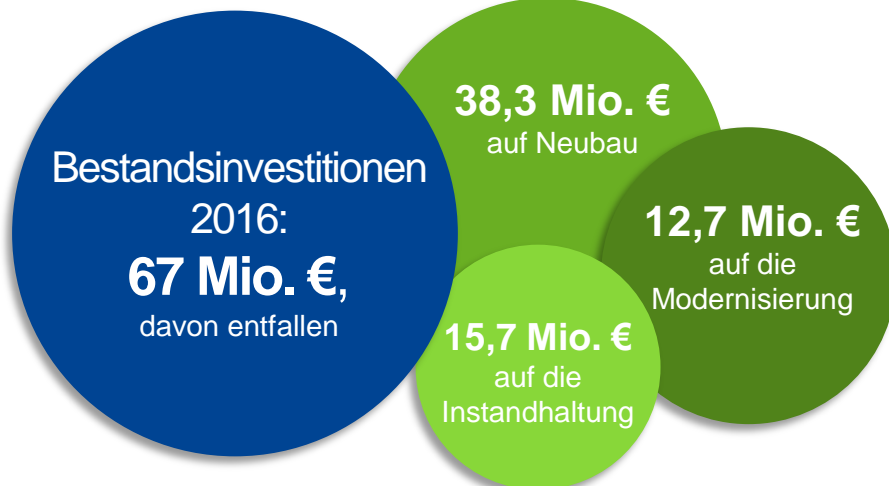 Bestandsinvestitionen
2016:
67 Mio. €,
davon entfallen
38,3 Mio. €
auf Neubau
12,7 Mio. €
auf die
Modernisierung
15,7 Mio. €
auf die
Instandhaltung